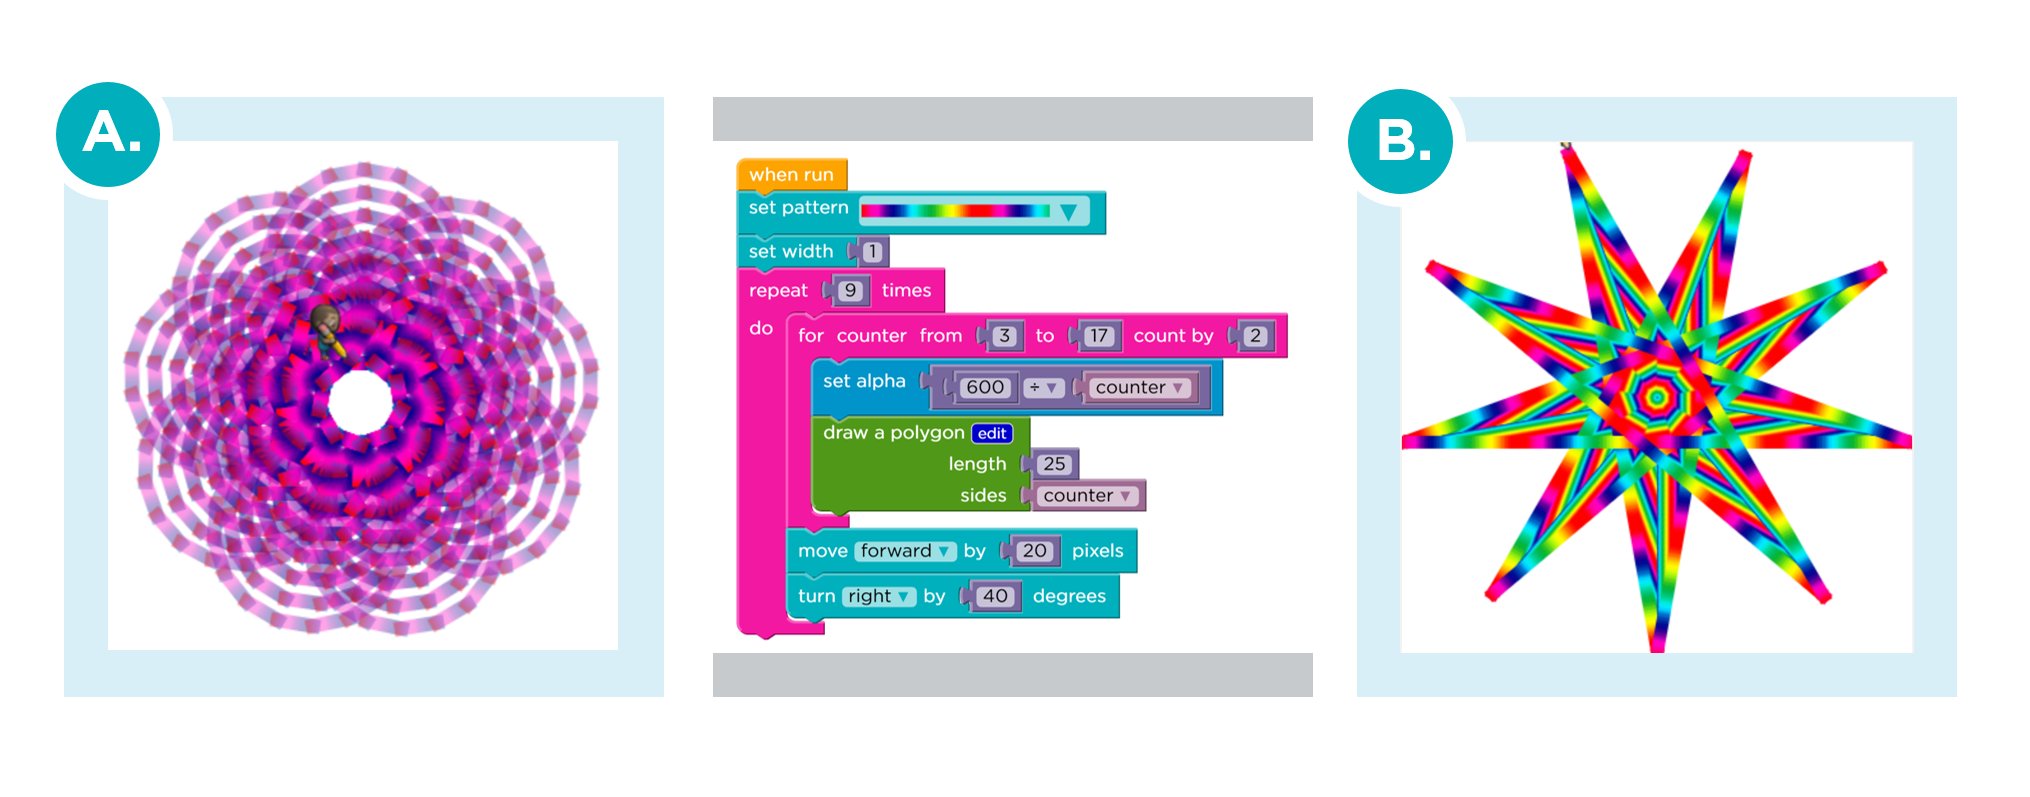 A.
when run
set pattern ▼
set width 1
repeat 9 times
do
for counter from 3 to 17 count by 2
set alpha 600 ÷ ▼ counter ▼
draw a polygon edit
length 25
sides counter ▼
move forward ▼ by 20 pixels
turn right ▼ by 40 degrees
B.